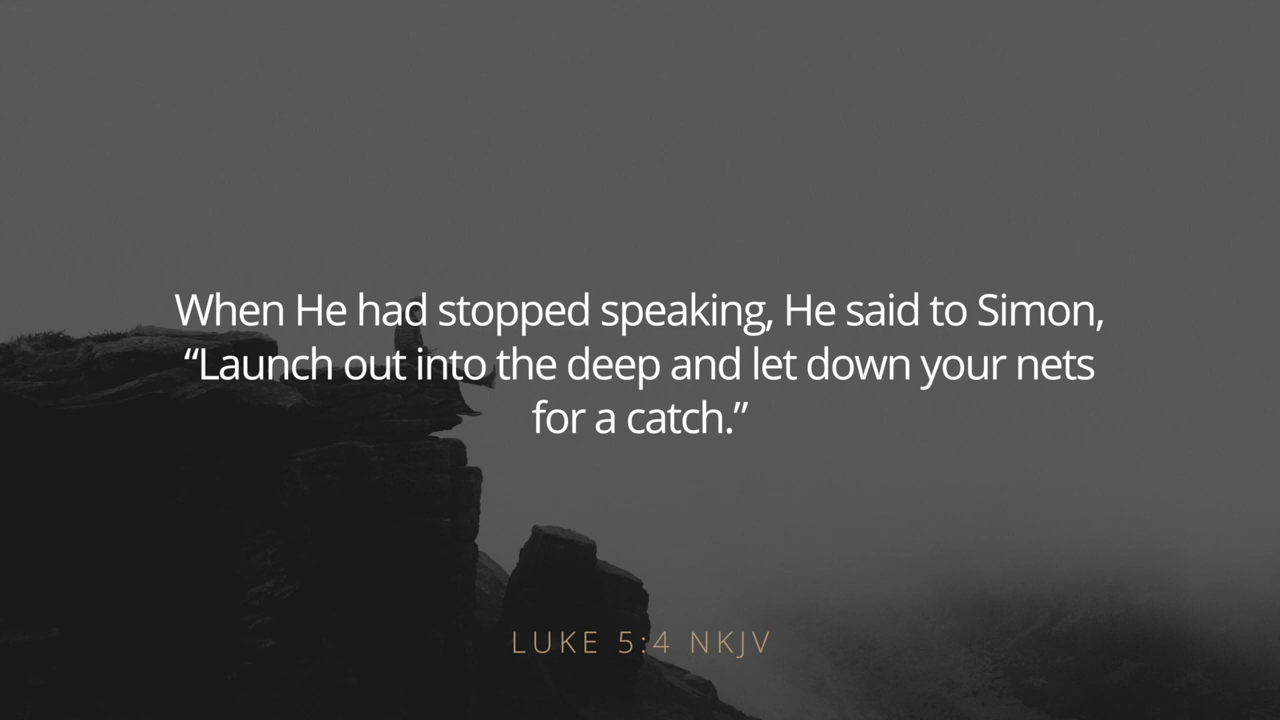 When He had stopped speaking, He said to Simon,
“Launch out into the deep and let down your nets
for a catch.”
LUKE 5:4 NKJV